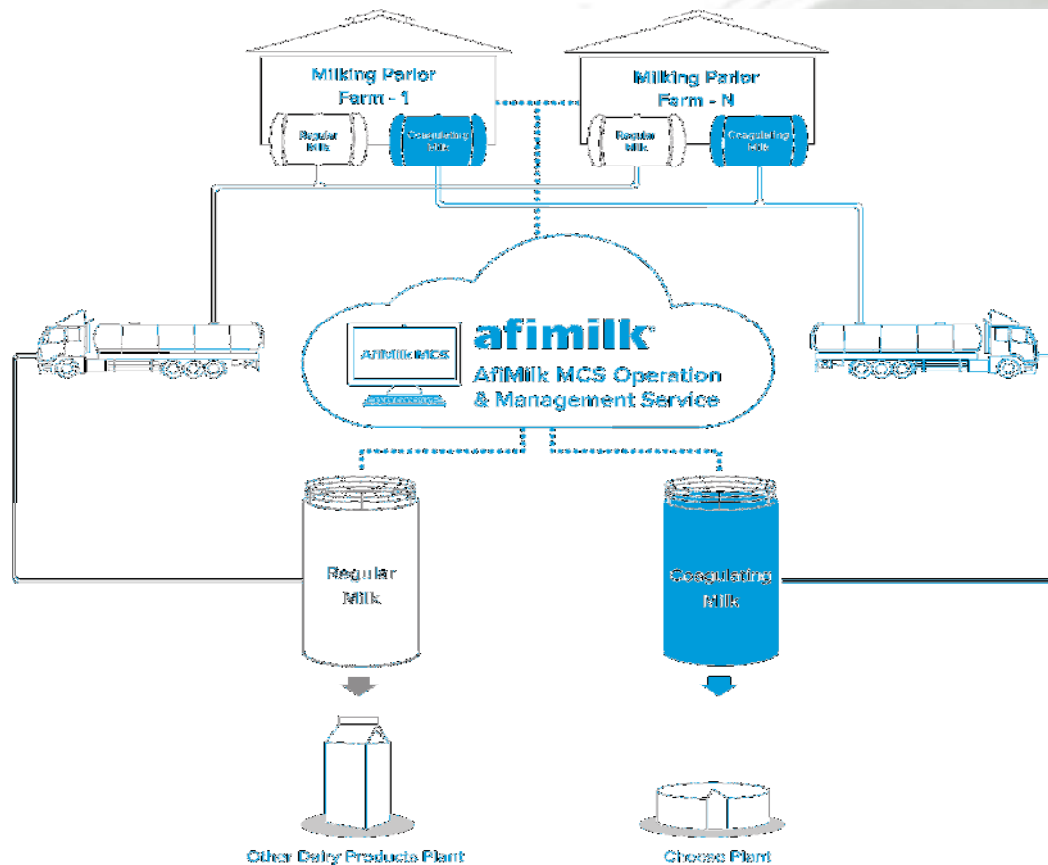 Milking Parlor
Farm - 1
Milking Parlor
Farm - N
Regular
Milk
Coagulating
Milk
Regular
Milk
Coagulating
Milk
afimilk
AfiMilk MCS
AfiMilk MCS Operation
& Management Service
Regular
Milk
Coagulating
Milk
Other Dairy Products Plant
Cheese Plant